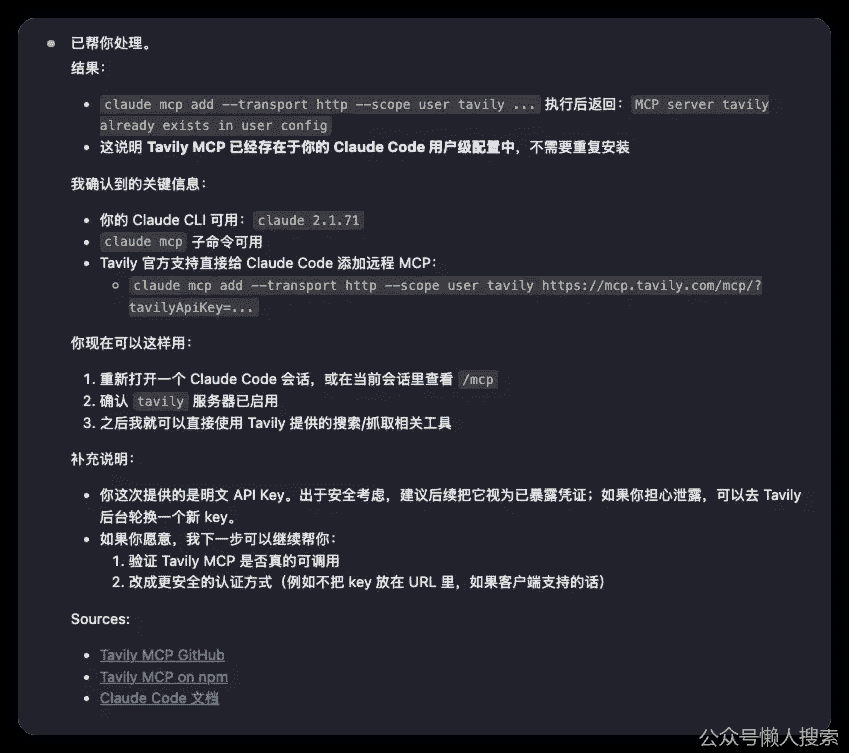 已帮你处理。
结果：
claude mcp add --transport http --scope user tavily ... 执行后返回：MCP server tavily
already exists in user config
这说明 Tavily MCP 已经存在于你的 Claude Code 用户级配置中，不需要重复安装
我确认到的关键信息：
你的 Claude CLI 可用：claude 2.1.71
claude mcp 子命令可用
Tavily 官方支持直接给 Claude Code 添加远程 MCP：
claude mcp add --transport http --scope user tavily https://mcp.tavily.com/mcp/?
tavilyApiKey=...
你现在可以这样用：
1. 重新打开一个 Claude Code 会话，或在当前会话里查看 /mcp
2. 确认 tavily 服务器已启用
3. 之后我就可以直接使用 Tavily 提供的搜索/抓取相关工具
补充说明：
你这次提供的是明文 API Key。出于安全考虑，建议后续把它视为已暴露凭证；如果你担心泄露，可以去 Tavily
后台轮换一个新 key。
如果你愿意，我下一步可以继续帮你：
1. 验证 Tavily MCP 是否真的可调用
2. 改成更安全的认证方式（例如不把 key 放在 URL 里，如果客户端支持的话）
Sources:
Tavily MCP GitHub
Tavily MCP on npm
Claude Code 文档
公众号懒人搜索